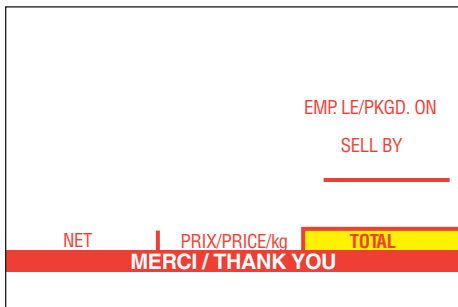 EMP. LE/PKGD. ON
SELL BY
NET PRIX/PRICE/kg TOTAL
MERCI / THANK YOU